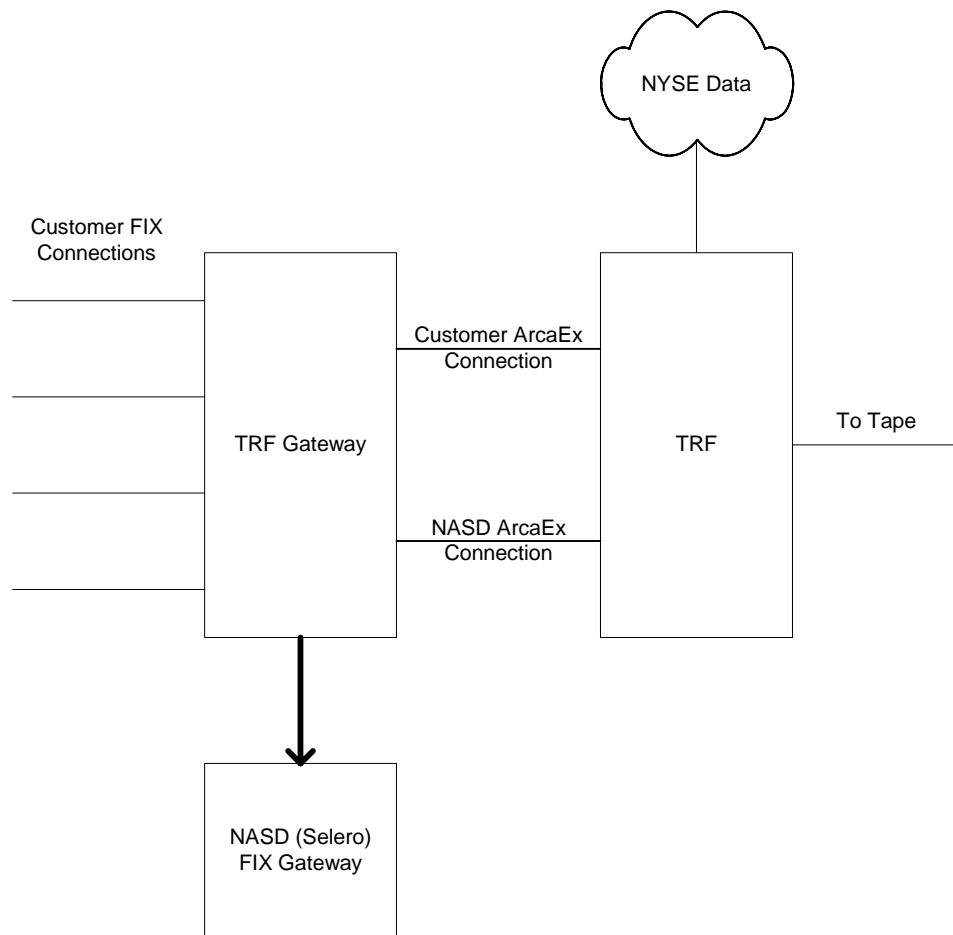 NYSE Data
Customer FIX
Connections
Customer ArcaEx
Connection
TRF Gateway
TRF
To Tape
NASD ArcaEx
Connection
NASD (Selero)
FIX Gateway